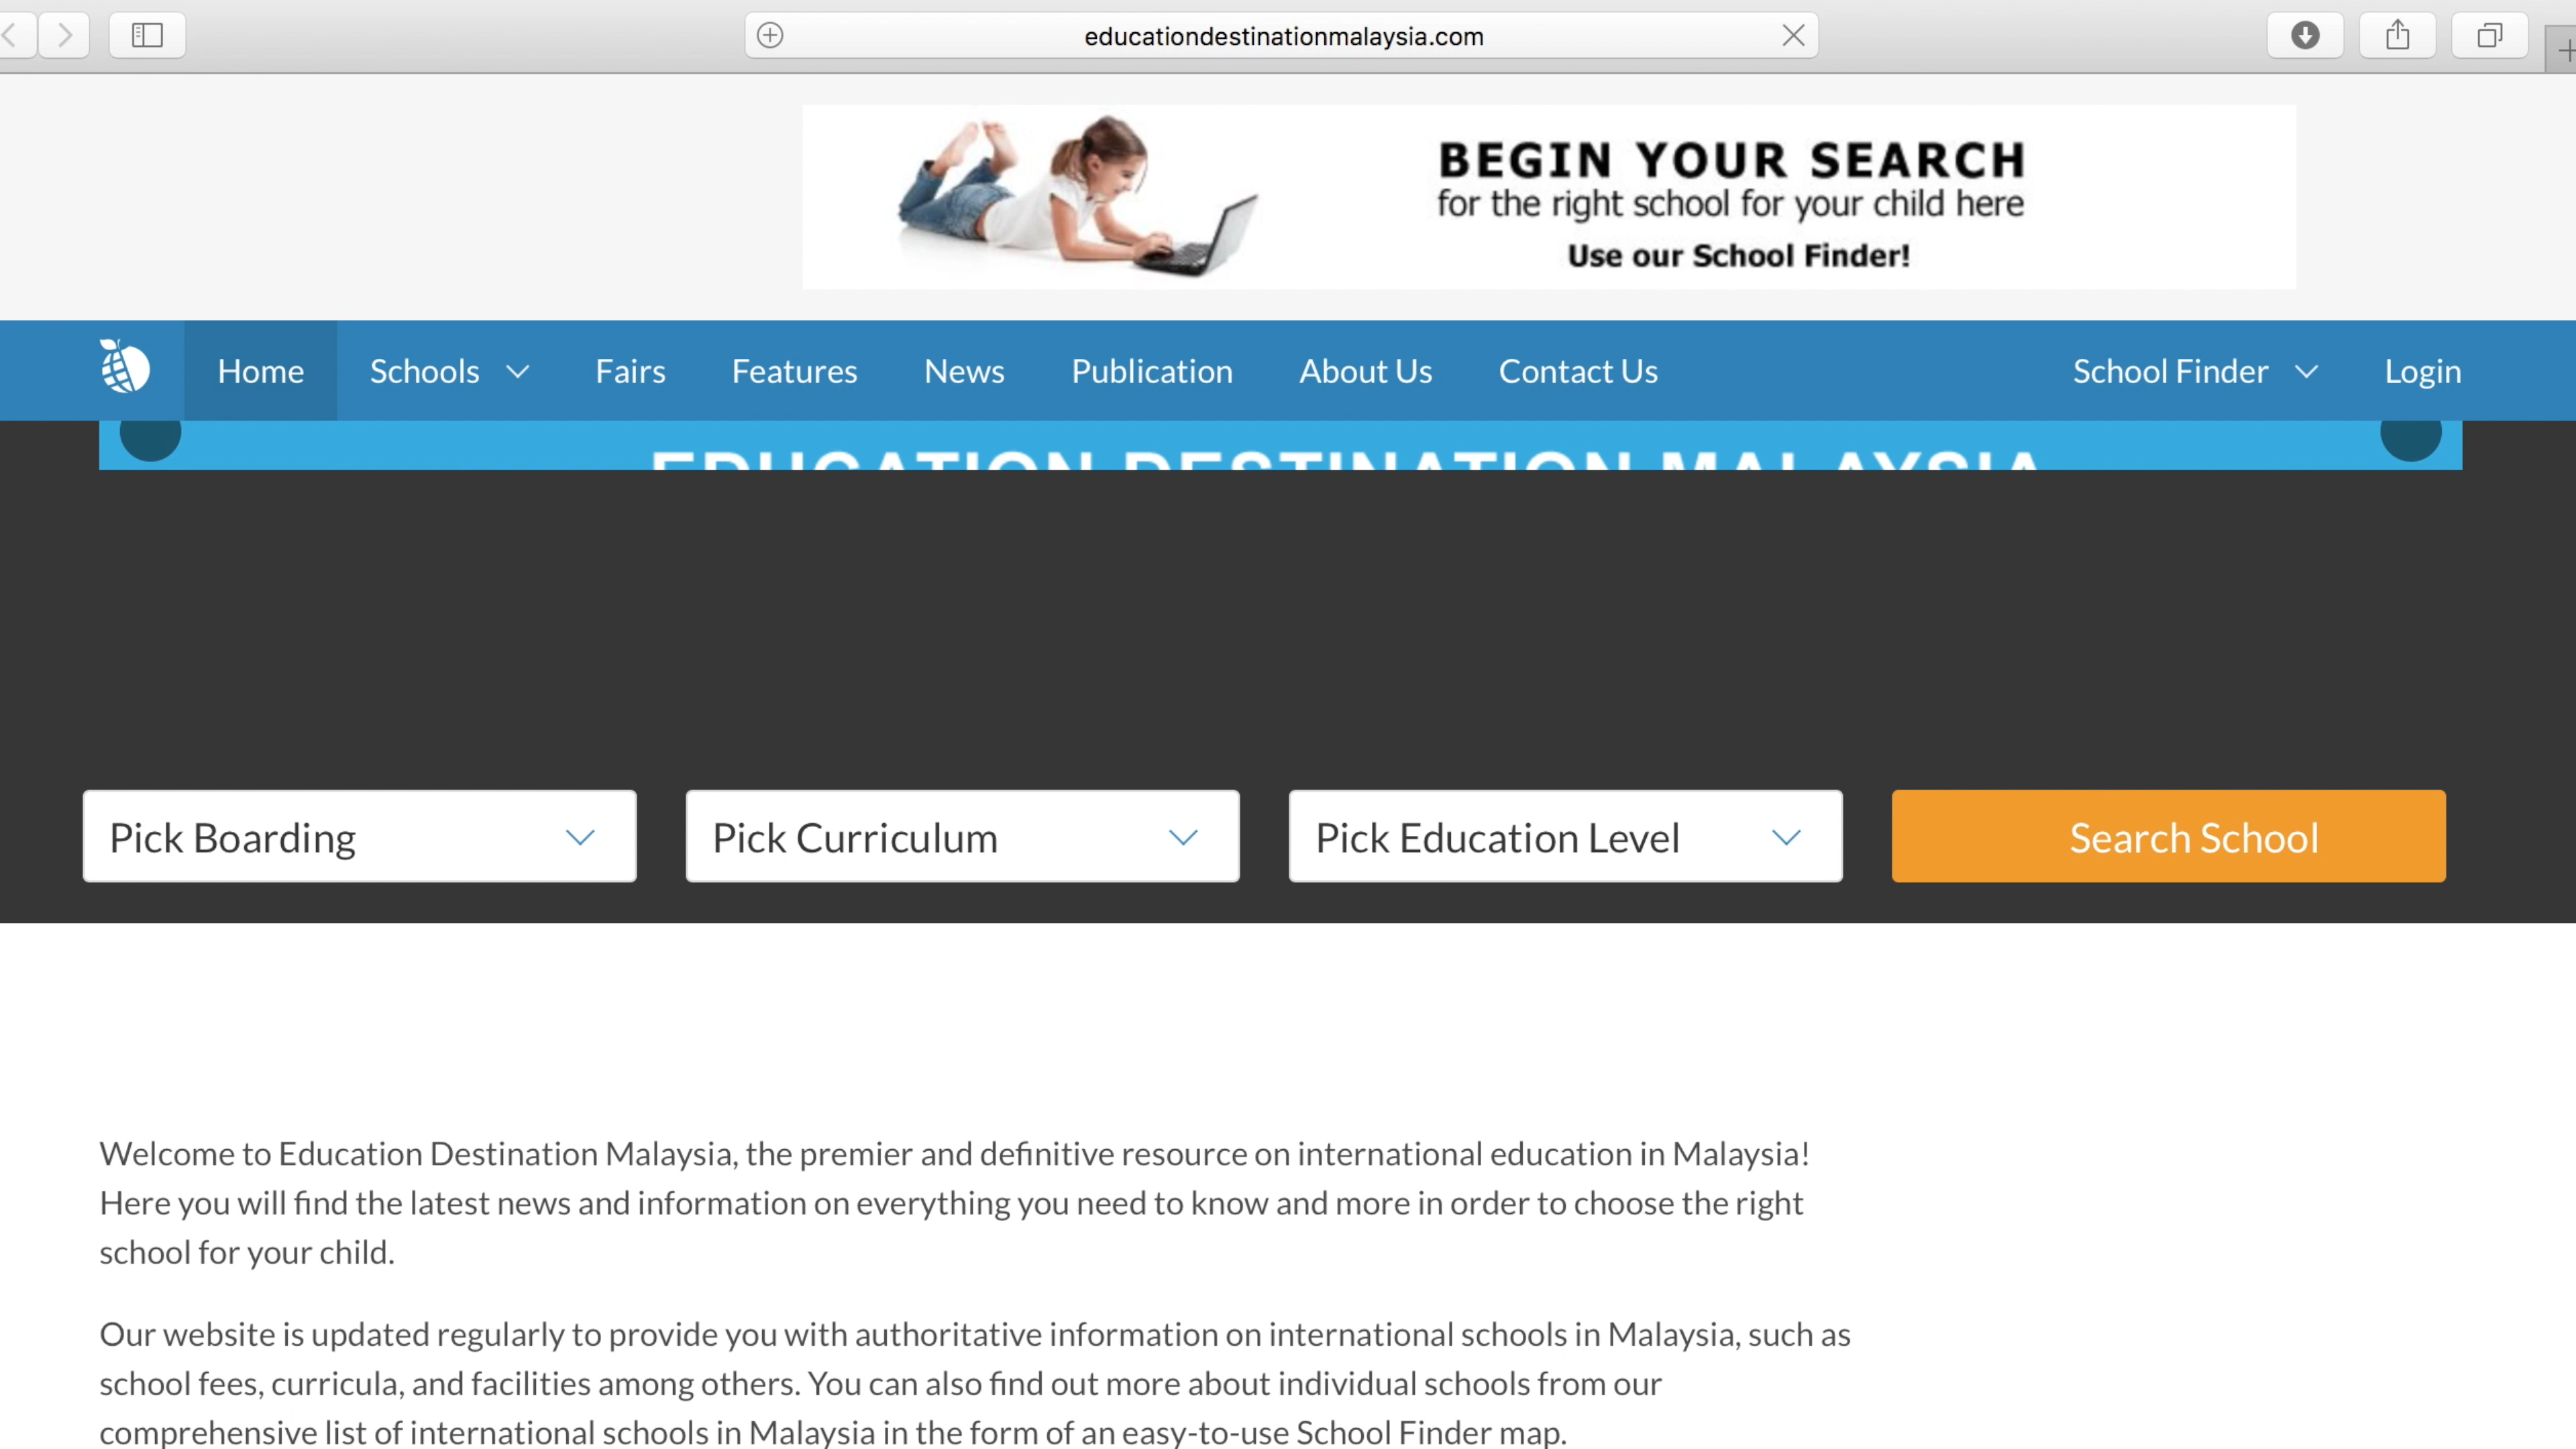 educationdestinationmalaysia.com
BEGIN YOUR SEARCH
for the right school for your child here
Use our School Finder!
Home Schools Fairs Features News Publication About Us Contact Us School Finder Login
EDUCATION DESTINATION MALAYSIA
Pick Boarding Pick Curriculum Pick Education Level Search School
Welcome to Education Destination Malaysia, the premier and definitive resource on international education in Malaysia!
Here you will find the latest news and information on everything you need to know and more in order to choose the right
school for your child.
Our website is updated regularly to provide you with authoritative information on international schools in Malaysia, such as
school fees, curricula, and facilities among others. You can also find out more about individual schools from our
comprehensive list of international schools in Malaysia in the form of an easy-to-use School Finder map.